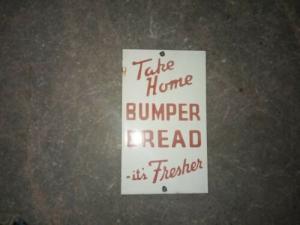 Take
Home
BUMPER
BREAD
-it's Fresher